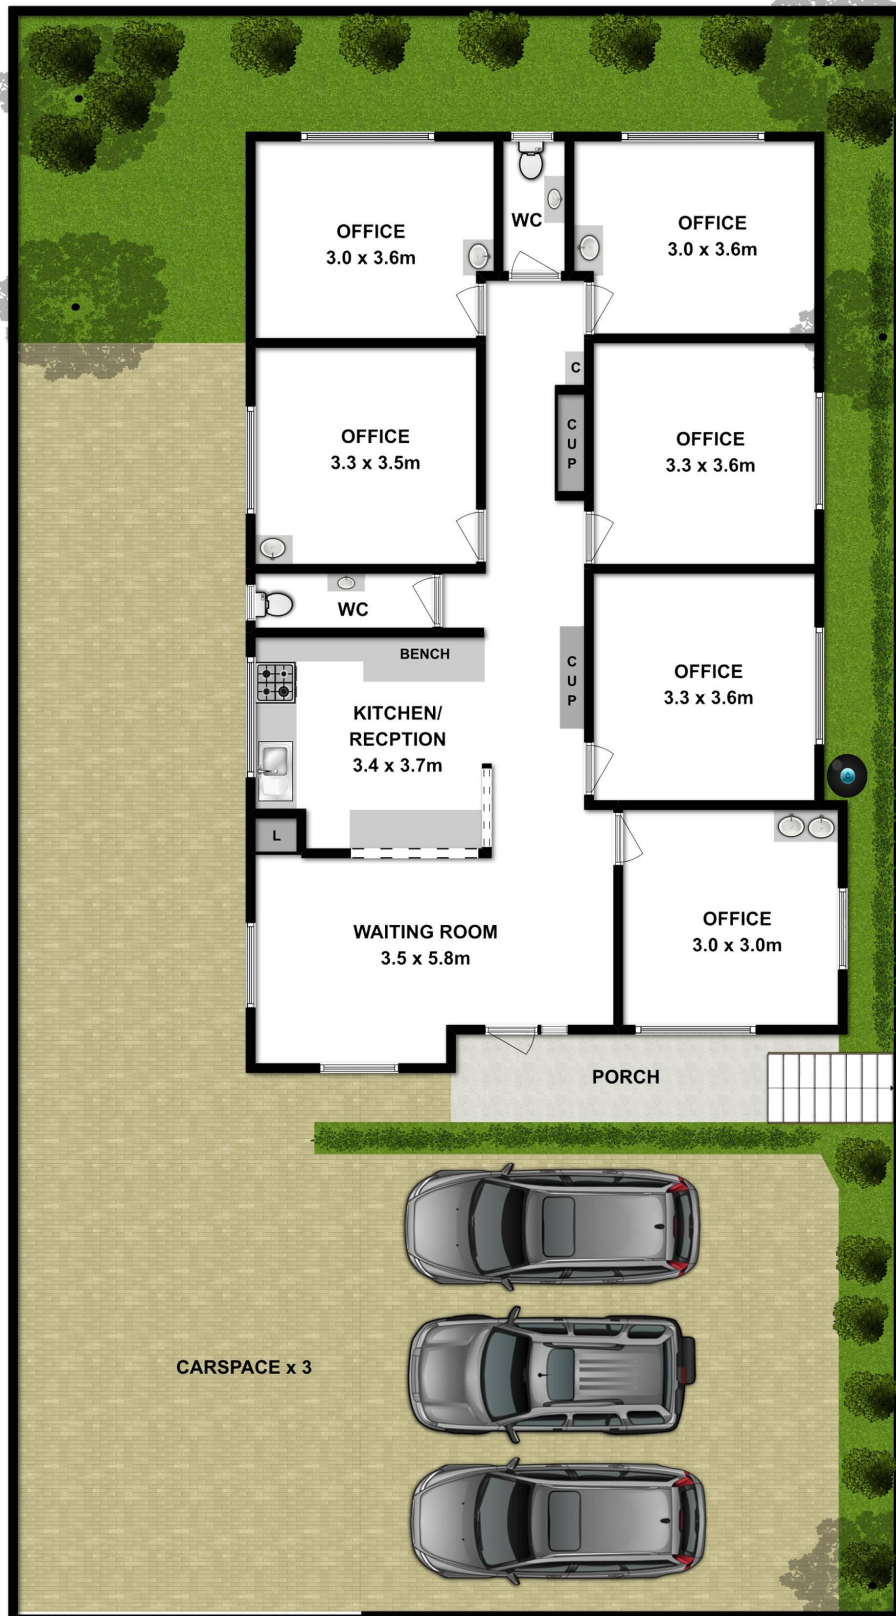 OFFICE
3.0 x 3.6m
WC
OFFICE
3.0 x 3.6m
C
C
U
P
OFFICE
3.3 x 3.5m
OFFICE
3.3 x 3.6m
WC
BENCH
C
U
P
OFFICE
3.3 x 3.6m
KITCHEN/
RECPTION
3.4 x 3.7m
L
WAITING ROOM
3.5 x 5.8m
OFFICE
3.0 x 3.0m
PORCH
CARSPACE x 3